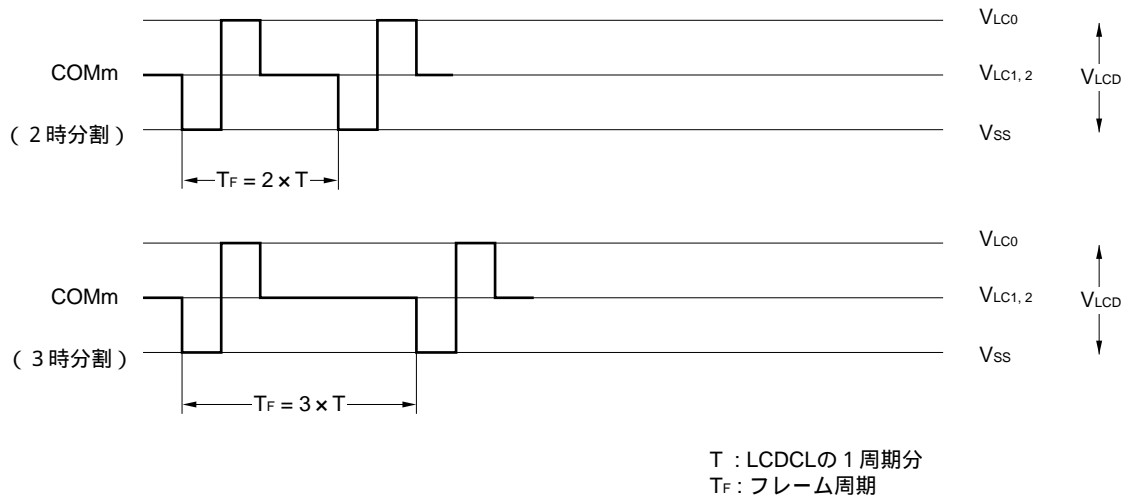 VLC0
COMm
VLC1, 2
VLCD
（2時分割）
VSS
TF = 2 × T
VLC0
COMm
VLC1, 2
VLCD
（3時分割）
VSS
TF = 3 × T
T : LCDCLの1周期分
TF : フレーム周期